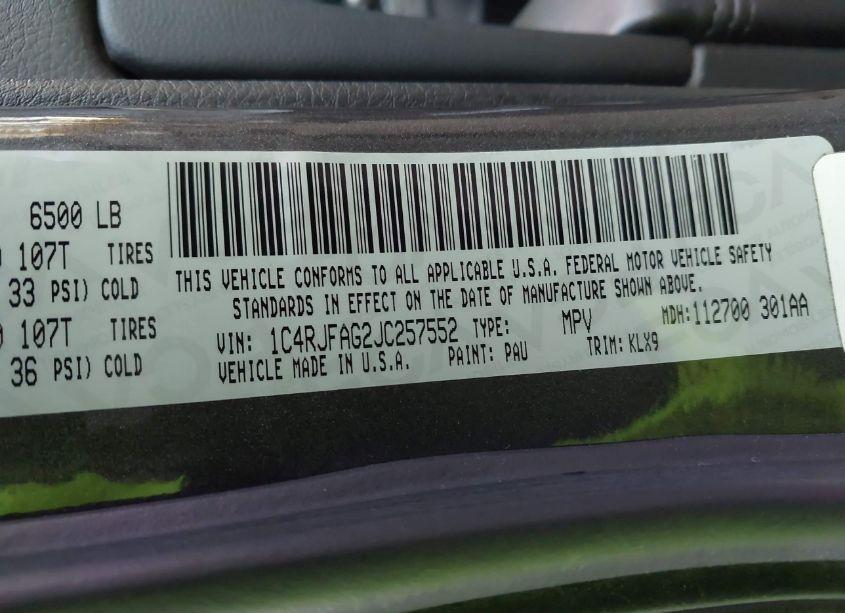 6500 LB
107T TIRES
33 PSI) COLD
107T TIRES
36 PSI) COLD
THIS VEHICLE CONFORMS TO ALL APPLICABLE U.S.A. FEDERAL MOTOR VEHICLE SAFETY
STANDARDS IN EFFECT ON THE DATE OF MANUFACTURE SHOWN ABOVE.
VIN: 1C4RJFAG2JC257552 TYPE: MPV MDH:112700 301AA
VEHICLE MADE IN U.S.A. PAINT: PAU TRIM: KLX9